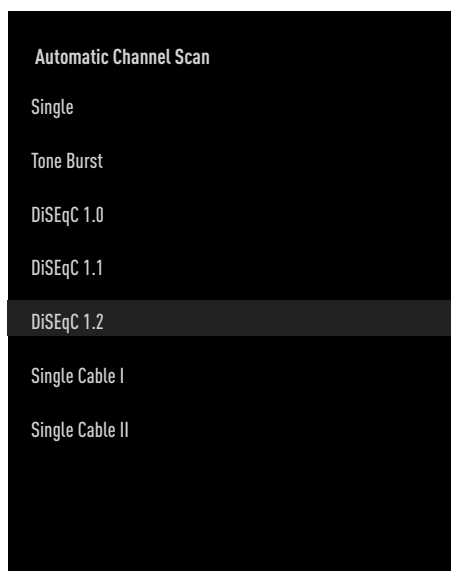 Automatic Channel Scan
Single
Tone Burst
DiSEqC 1.0
DiSEqC 1.1
DiSEqC 1.2
Single Cable I
Single Cable II